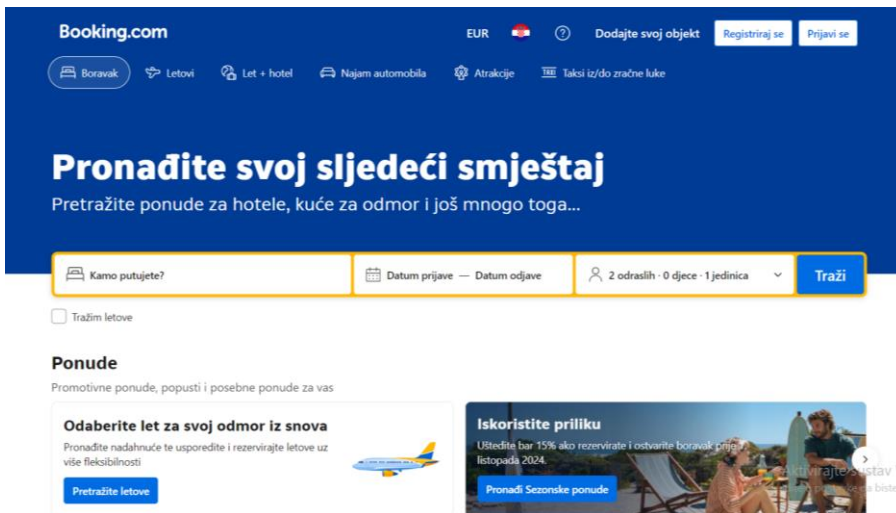 Booking.com
EUR
Dodajte svoj objekt
Registriraj se
Prijavi se
Boravak
Letovi
Let + hotel
Najam automobila
Atrakcije
TAXI
Taksi iz/do zračne luke
Pronađite svoj sljedeći smještaj
Pretražite ponude za hotele, kuće za odmor i još mnogo toga...
Kamo putujete?
Datum prijave — Datum odjave
2 odraslih · 0 djece · 1 jedinica
Traži
Tražim letove
Ponude
Promotivne ponude, popusti i posebne ponude za vas
Odaberite let za svoj odmor iz snova
Pronađite nadahnuće te usporedite i rezervirajte letove uz
više fleksibilnosti
Pretražite letove
Iskoristite priliku
Uštedite bar 15% ako rezervirate i ostvarite boravak prije
listopada 2024.
Pronađi Sezonske ponude
Aktivirajte sustav